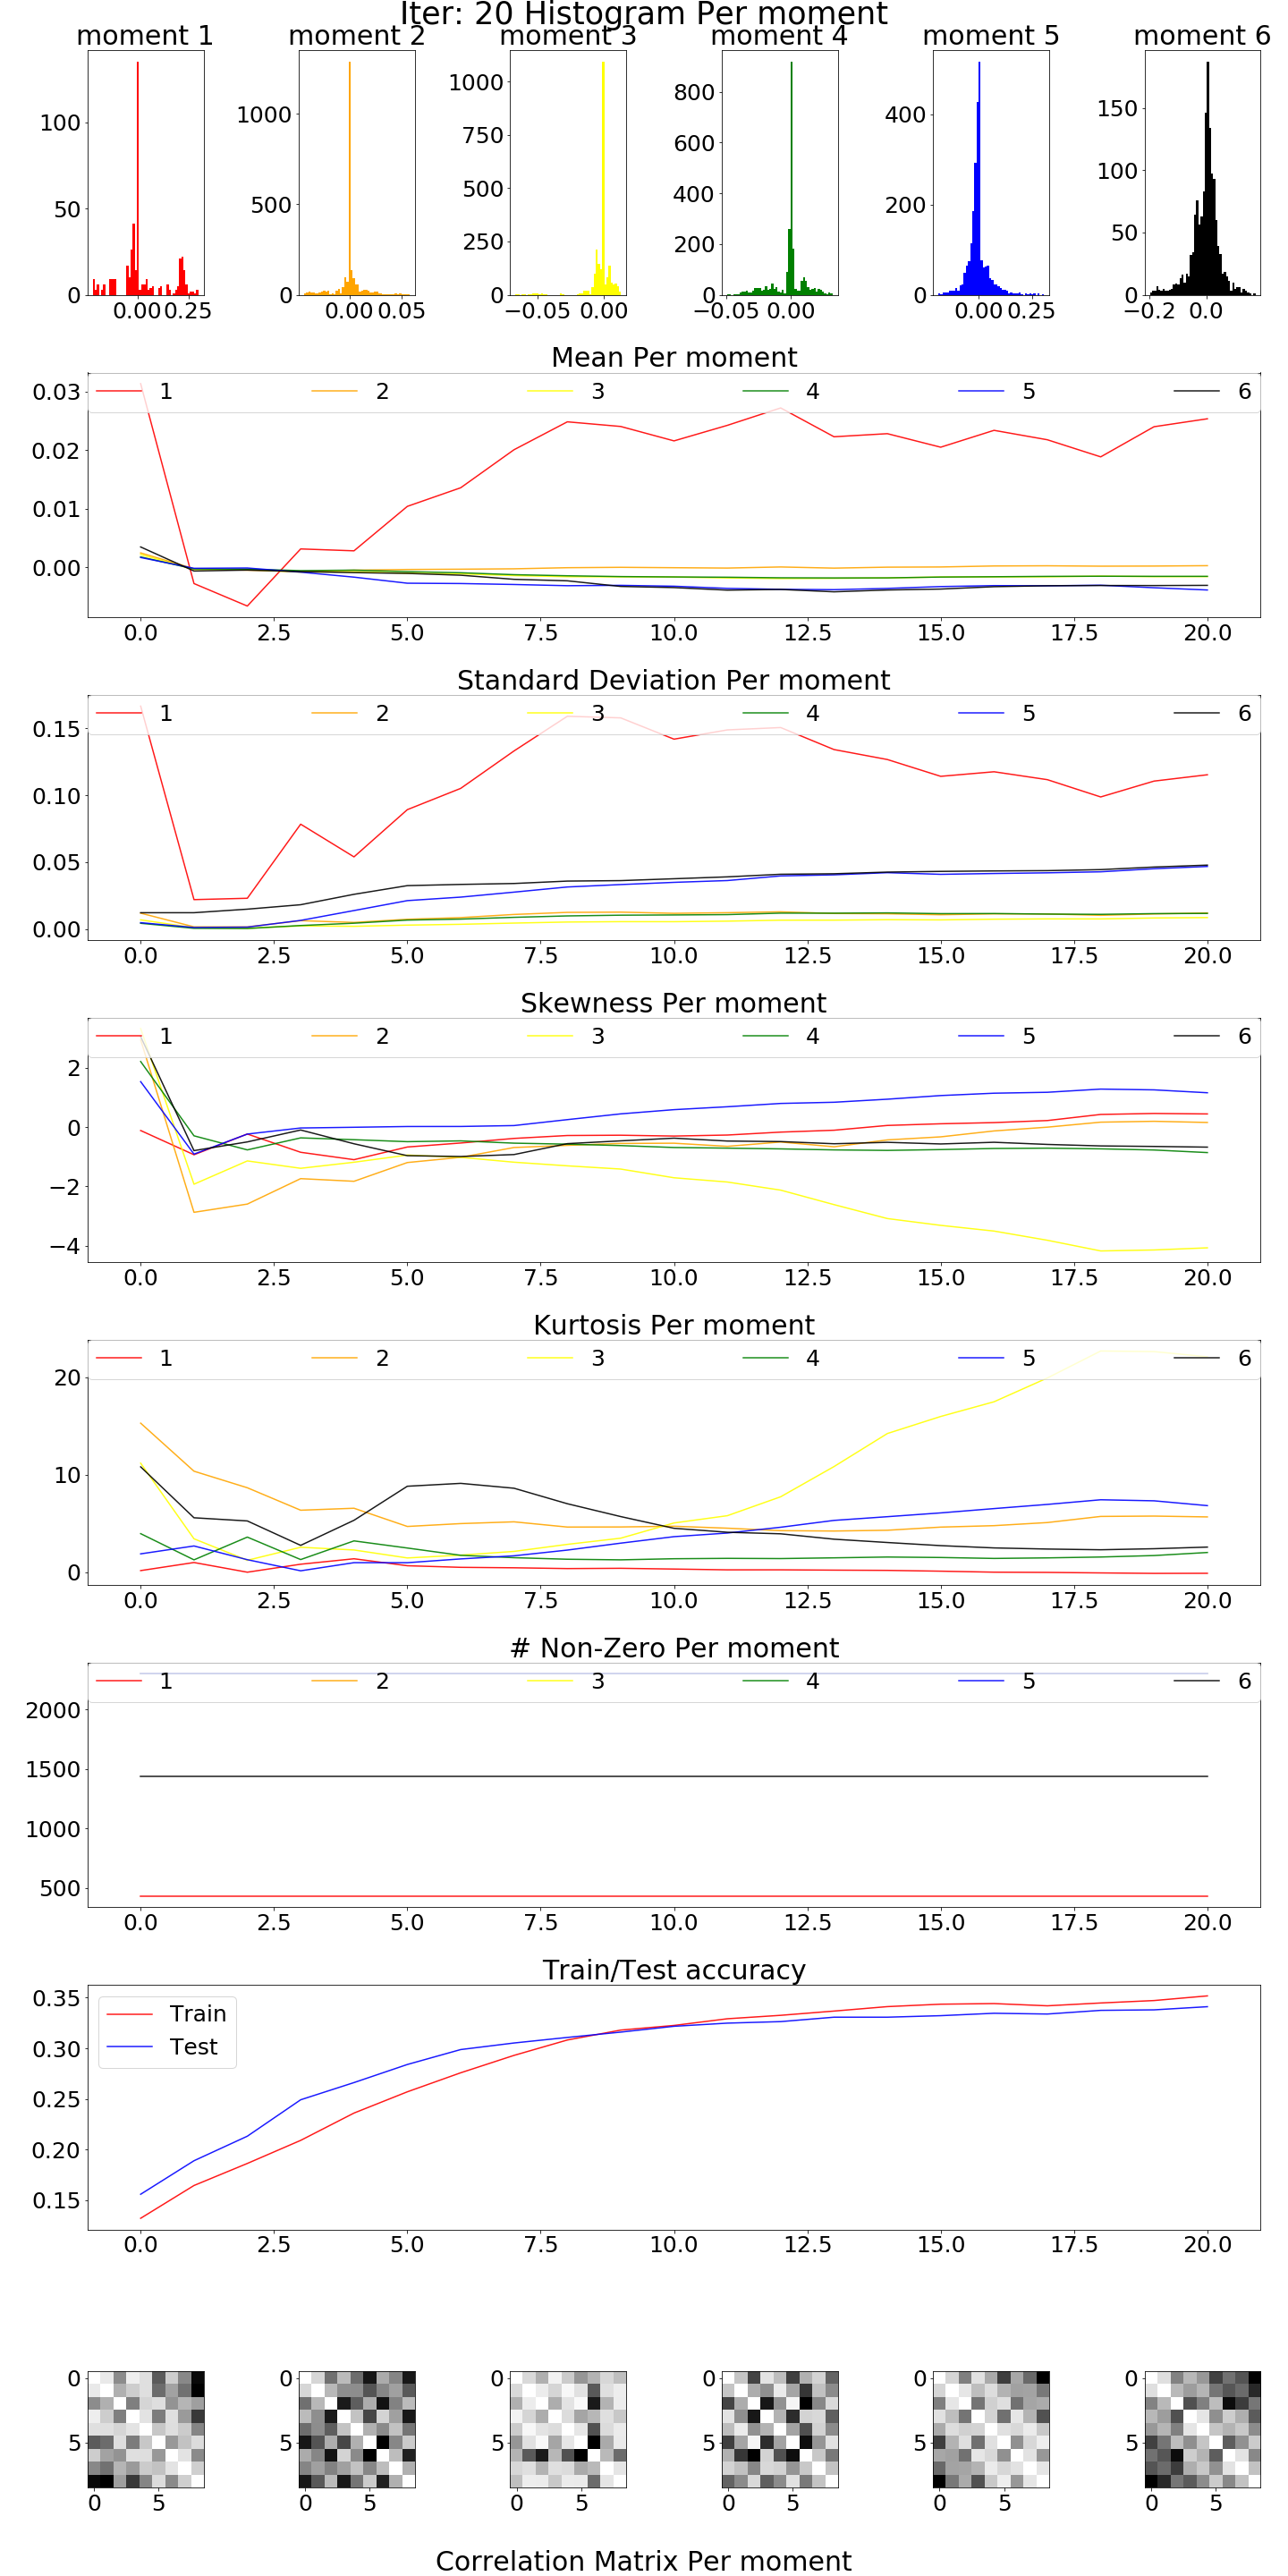 Iter: 20 Histogram Per moment
moment 1 moment 2 moment 3 moment 4 moment 5 moment 6
100
50
0
0.000 0.25
1000
500
0
0.00 0.05
1000
750
500
250
0
−0.05 0.00
800
600
400
200
0
−0.05 0.00
400
200
0
0.00 0.25
150
100
50
0
−0.2 0.0
Mean Per moment
1 2 3 4 5 6
0.03
0.02
0.01
0.00
0.0 2.5 5.0 7.5 10.0 12.5 15.0 17.5 20.0
Standard Deviation Per moment
1 2 3 4 5 6
0.15
0.10
0.05
0.00
0.0 2.5 5.0 7.5 10.0 12.5 15.0 17.5 20.0
Skewness Per moment
1 2 3 4 5 6
2
0
−2
−4
0.0 2.5 5.0 7.5 10.0 12.5 15.0 17.5 20.0
Kurtosis Per moment
1 2 3 4 5 6
20
10
0
0.0 2.5 5.0 7.5 10.0 12.5 15.0 17.5 20.0
# Non-Zero Per moment
1 2 3 4 5 6
2000
1500
1000
500
0.0 2.5 5.0 7.5 10.0 12.5 15.0 17.5 20.0
Train/Test accuracy
Train
Test
0.35
0.30
0.25
0.20
0.15
0.0 2.5 5.0 7.5 10.0 12.5 15.0 17.5 20.0
0 0 0 0 0 0
5 5 5 5 5 5
0 5 0 5 0 5 0 5 0 5 0 5
Correlation Matrix Per moment